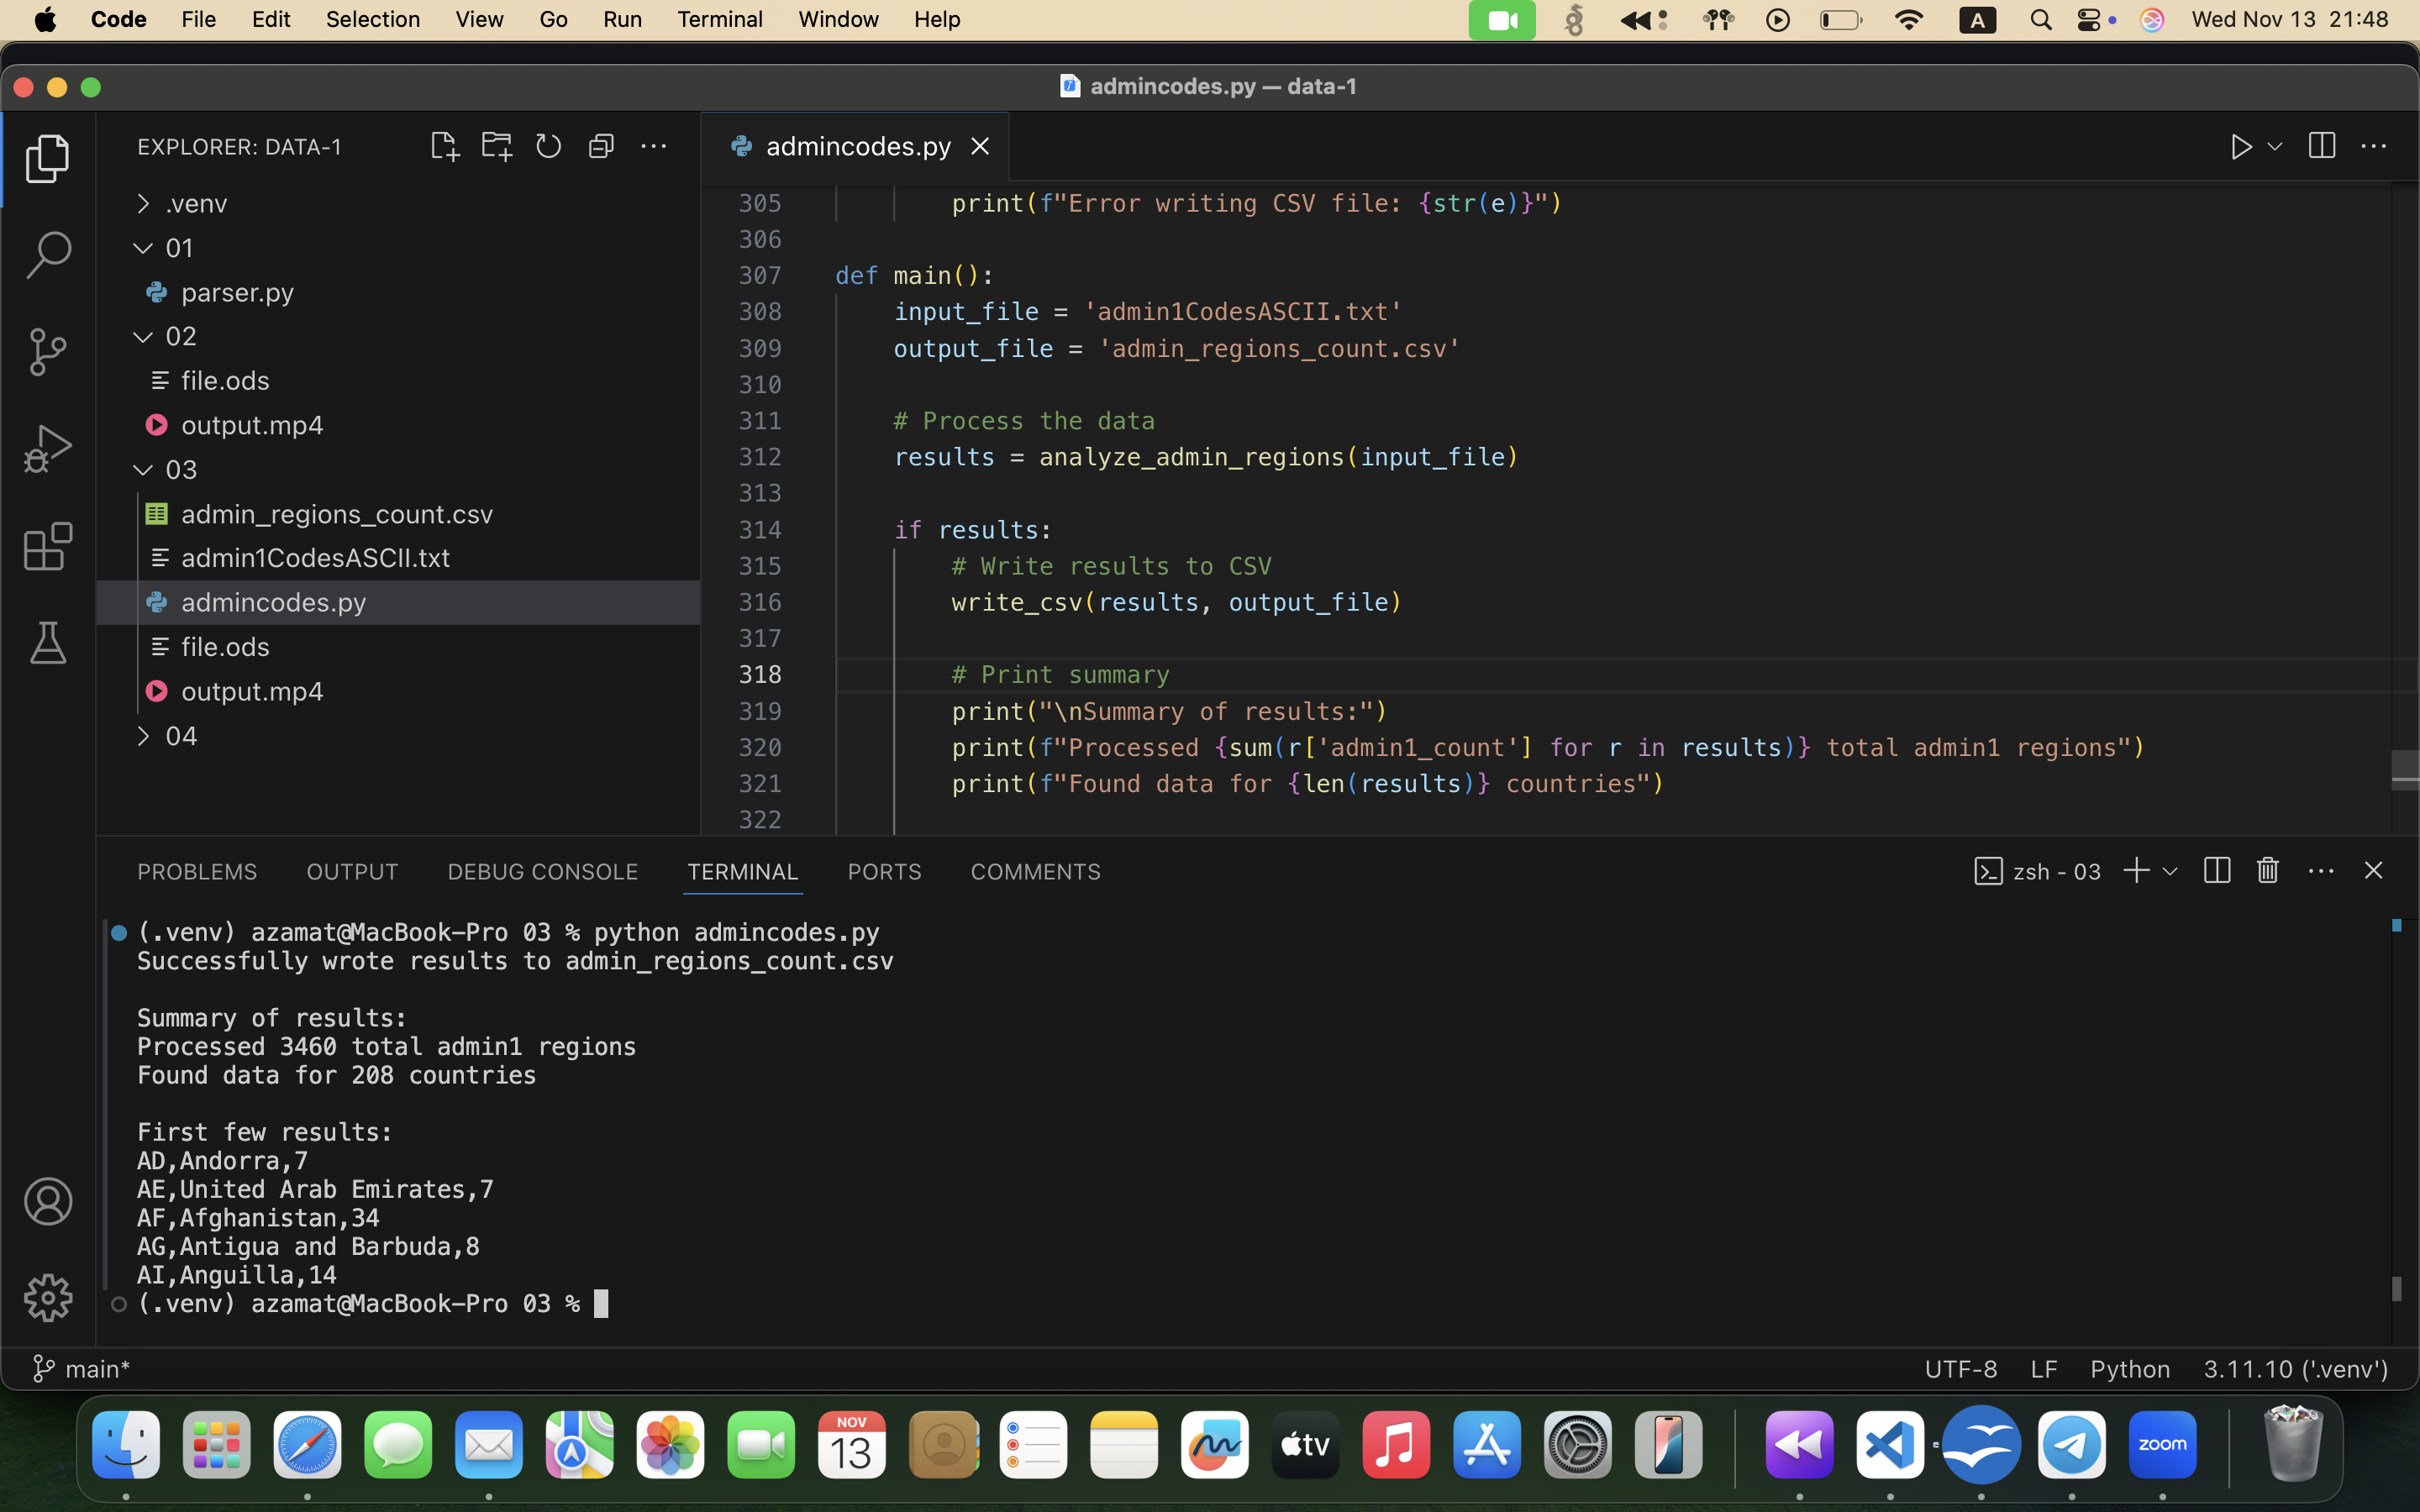 Code File Edit Selection View Go Run Terminal Window Help A Wed Nov 13 21:48
admincodes.py — data-1
EXPLORER: DATA-1
.venv
01
parser.py
02
file.ods
output.mp4
03
admin_regions_count.csv
admin1CodesASCII.txt
admincodes.py
file.ods
output.mp4
04
admincodes.py
305 print(f"Error writing CSV file: {str(e)}")
306
307 def main():
308 input_file = 'admin1CodesASCII.txt'
309 output_file = 'admin_regions_count.csv'
310
311 # Process the data
312 results = analyze_admin_regions(input_file)
313
314 if results:
315 # Write results to CSV
316 write_csv(results, output_file)
317
318 # Print summary
319 print("\nSummary of results:")
320 print(f"Processed {sum(r['admin1_count'] for r in results)} total admin1 regions")
321 print(f"Found data for {len(results)} countries")
322
PROBLEMS OUTPUT DEBUG CONSOLE TERMINAL PORTS COMMENTS zsh - 03
(.venv) azamat@MacBook-Pro 03 % python admincodes.py
Successfully wrote results to admin_regions_count.csv
Summary of results:
Processed 3460 total admin1 regions
Found data for 208 countries
First few results:
AD,Andorra,7
AE,United Arab Emirates,7
AF,Afghanistan,34
AG,Antigua and Barbuda,8
AI,Anguilla,14
(.venv) azamat@MacBook-Pro 03 %
main* UTF-8 LF Python 3.11.10 ('.venv')
NOV
13
tv
zoom